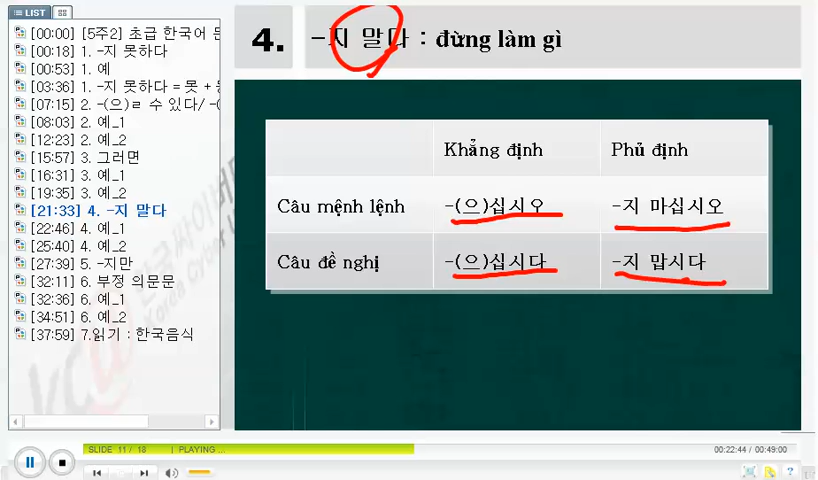 LIST
[00:00] [5주2] 초급 한국어 문
[00:18] 1. -지 못하다
[00:53] 1. 예
[03:36] 1. -지 못하다 = 못 + 동
[07:15] 2. -(으)ㄹ 수 있다/ -(
[08:03] 2. 예_1
[12:23] 2. 예_2
[15:57] 3. 그러면
[16:31] 3. 예_1
[19:35] 3. 예_2
[21:33] 4. -지 말다
[22:46] 4. 예_1
[25:40] 4. 예_2
[27:39] 5. -지만
[32:11] 6. 부정 의문문
[32:36] 6. 예_1
[34:51] 6. 예_2
[37:59] 7.읽기 : 한국음식
4. -지 말다 : đừng làm gì
Khẳng định Phủ định
Câu mệnh lệnh -(으)십시오 -지 마십시오
Câu đề nghị -(으)십시다 -지 맙시다
SLIDE 11 / 18 | PLAYING ...
00:22:44 / 00:49:00